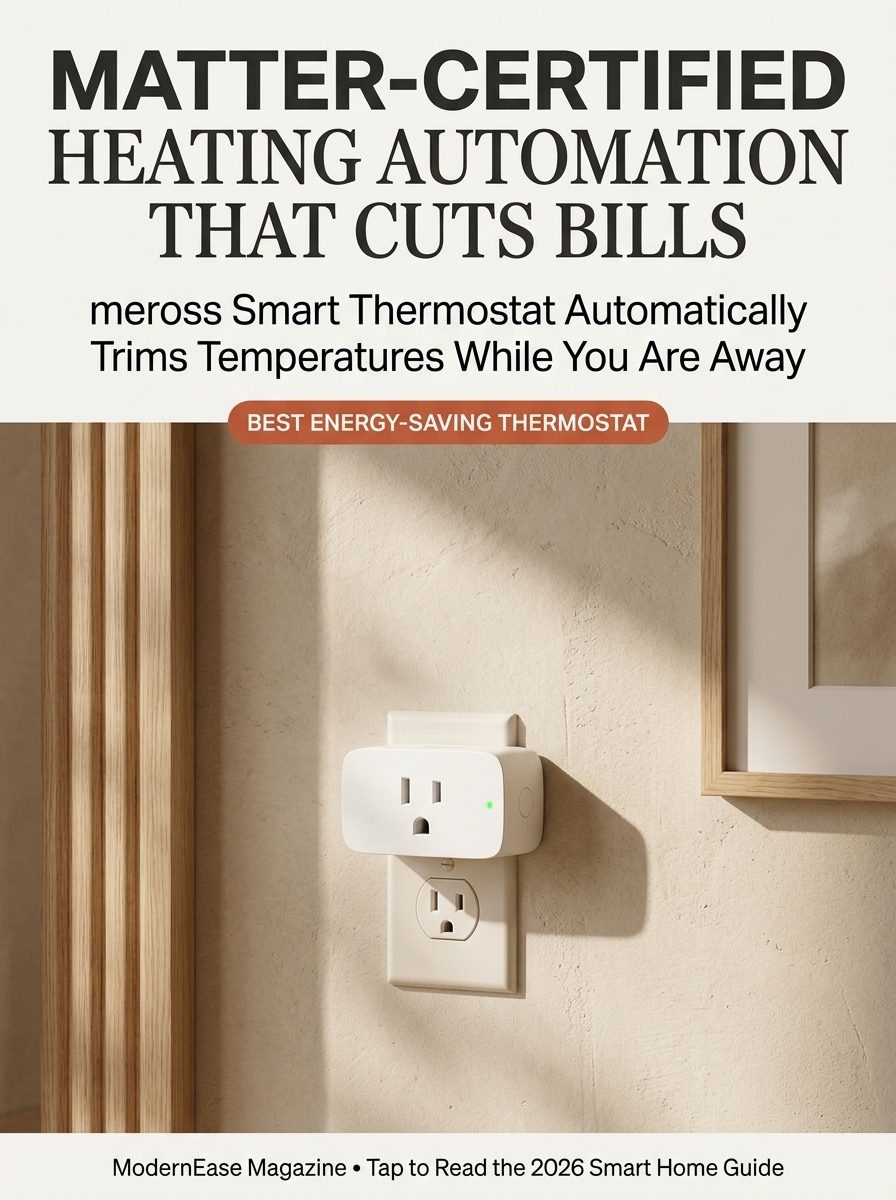 MATTER-CERTIFIED
HEATING AUTOMATION
THAT CUTS BILLS
meross Smart Thermostat Automatically
Trims Temperatures While You Are Away
BEST ENERGY-SAVING THERMOSTAT
ModernEase Magazine • Tap to Read the 2026 Smart Home Guide